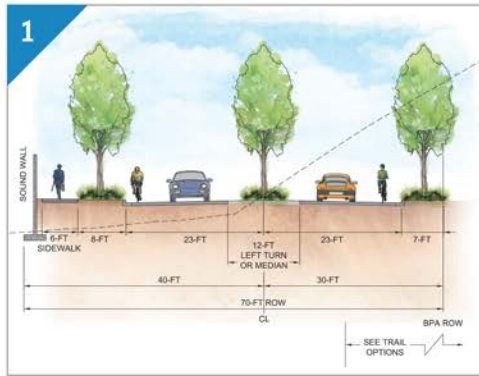 1
SOUND WALL
6-FT
SIDEWALK
8-FT
23-FT
12-FT
LEFT TURN
OR MEDIAN
23-FT
7-FT
40-FT
30-FT
70-FT ROW
CL
BPA ROW
SEE TRAIL
OPTIONS